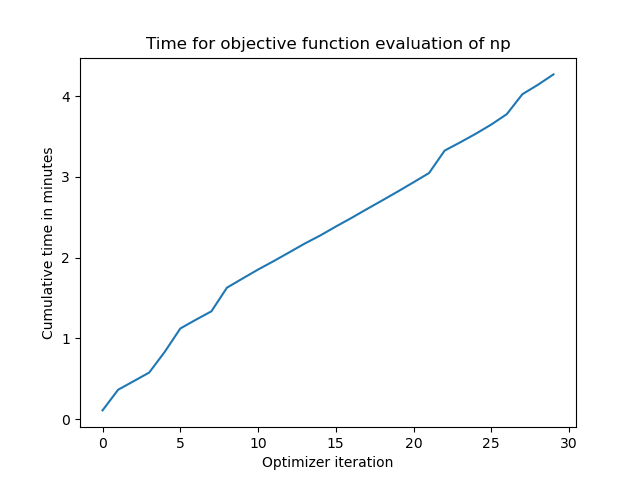 Time for objective function evaluation of np
4
3
2
1
0
Cumulative time in minutes
0 5 10 15 20 25 30
Optimizer iteration